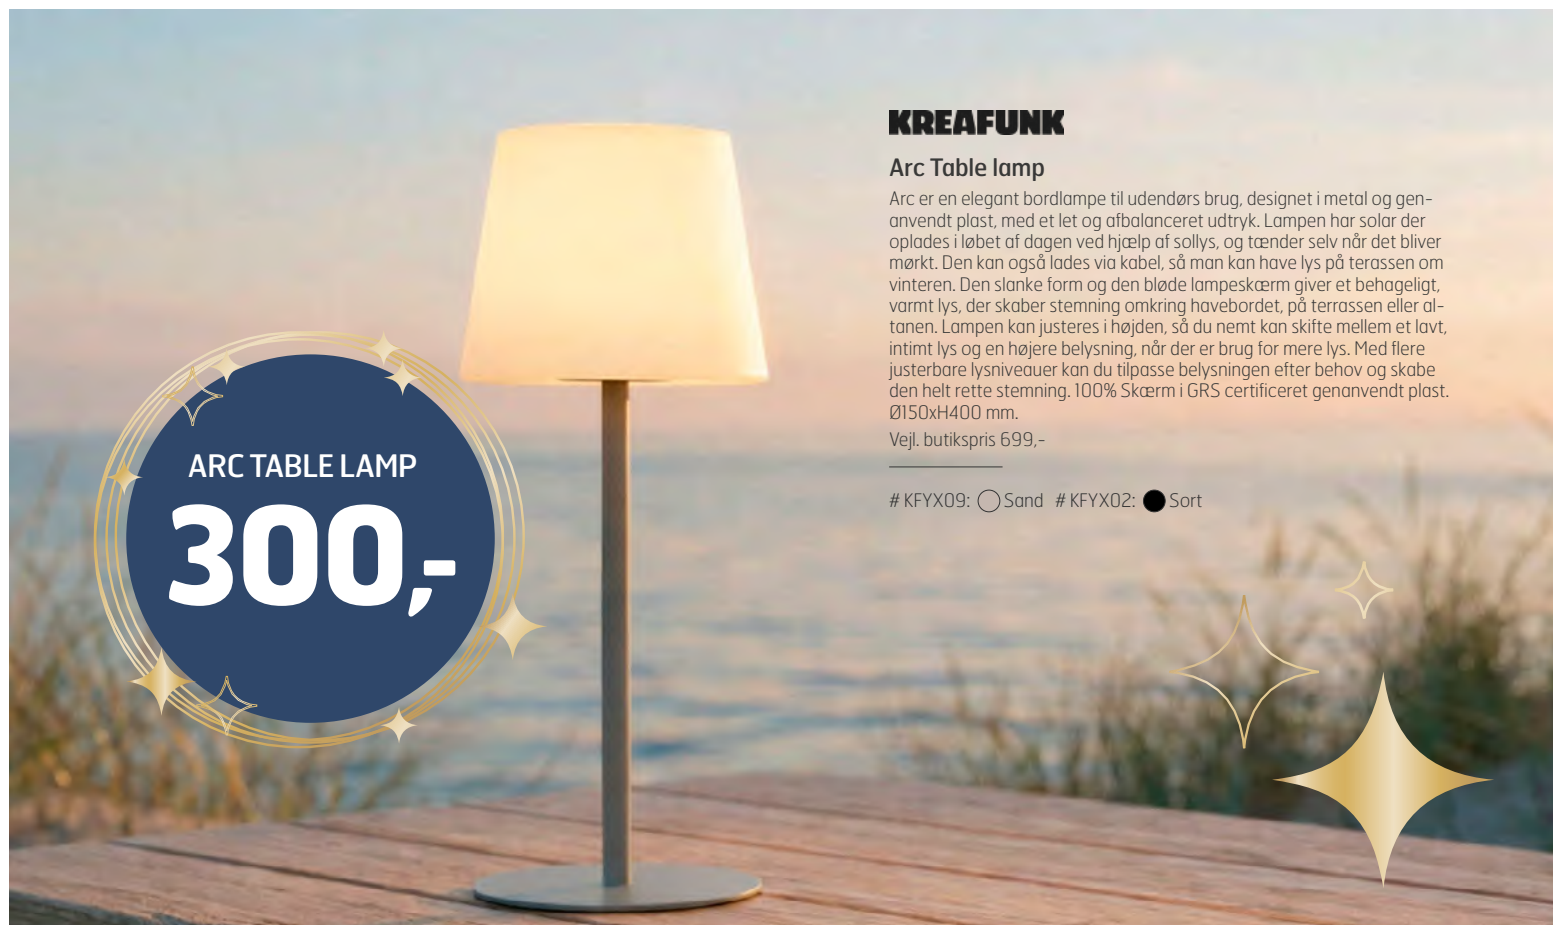 KREAFUNK
Arc Table lamp
Arc er en elegant bordlampe til udendørs brug, designet i metal og gen-
anvendt plast, med et let og afbalanceret udtryk. Lampen har solar der
oplades i løbet af dagen ved hjælp af sollys, og tænder selv når det bliver
mørkt. Den kan også lades via kabel, så man kan have lys på terassen om
vinteren. Den slanke form og den bløde lampeskærm giver et behageligt,
varmt lys, der skaber stemning omkring havebordet, på terrassen eller al-
tanen. Lampen kan justeres i højden, så du nemt kan skifte mellem et lavt,
intimt lys og en højere belysning, når der er brug for mere lys. Med flere
justerbare lysniveauer kan du tilpasse belysningen efter behov og skabe
den helt rette stemning. 100% Skærm i GRS certificeret genanvendt plast.
Ø150xH400 mm.
Vejl. butikspris 699,-
# KFYX09: Sand # KFYX02: Sort
ARC TABLE LAMP
300,-